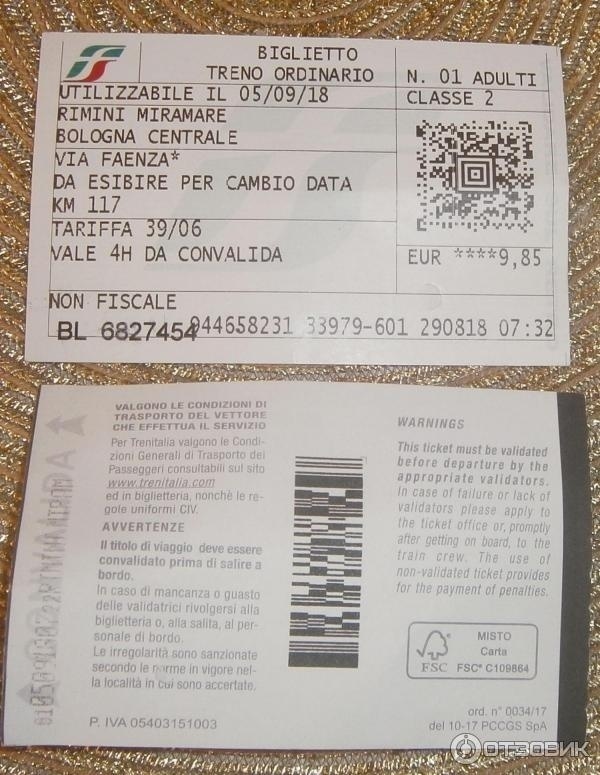 BIGLIETTO
TRENO ORDINARIO
N. 01 ADULTI
UTILIZZABILE IL 05/09/18
CLASSE 2
RIMINI MIRAMARE
BOLOGNA CENTRALE
VIA FAENZA*
DA ESIBIRE PER CAMBIO DATA
KM 117
TARIFFA 39/06
VALE 4H DA CONVALIDA
EUR ****9,85
NON FISCALE
BL 6827454 944658231 33979-601 290818 07:32
VALGONO LE CONDIZIONI DI
TRASPORTO DEL VETTORE
CHE EFFETTUA IL SERVIZIO
Per Trenitalia valgono le Condi-
zioni Generali di Trasporto dei
Passeggeri consultabili sul sito
www.trenitalia.com
ed in biglietteria, nonchè le re-
gole uniformi CIV.
AVVERTENZE
Il titolo di viaggio deve essere
convalidato prima di salire a
bordo.
In caso di mancanza o guasto
delle validatrici rivolgersi alla
biglietteria o, alla salita, al per-
sonale di bordo.
Le irregolarità sono sanzionate
secondo le norme in vigore nel-
la località in cui sono accertate.
P. IVA 05403151003
WARNINGS
This ticket must be validated
before departure by the
appropriate validators.
In case of failure or lack of
validators please apply to
the ticket office or, promptly
after getting on board, to the
train crew. The use of
non-validated ticket provides
for the payment of penalties.
FSC
MISTO
Carta
FSC® C109864
ord. n° 0034/17
del 10-17 PCCGS SpA
ОТЗОВИК